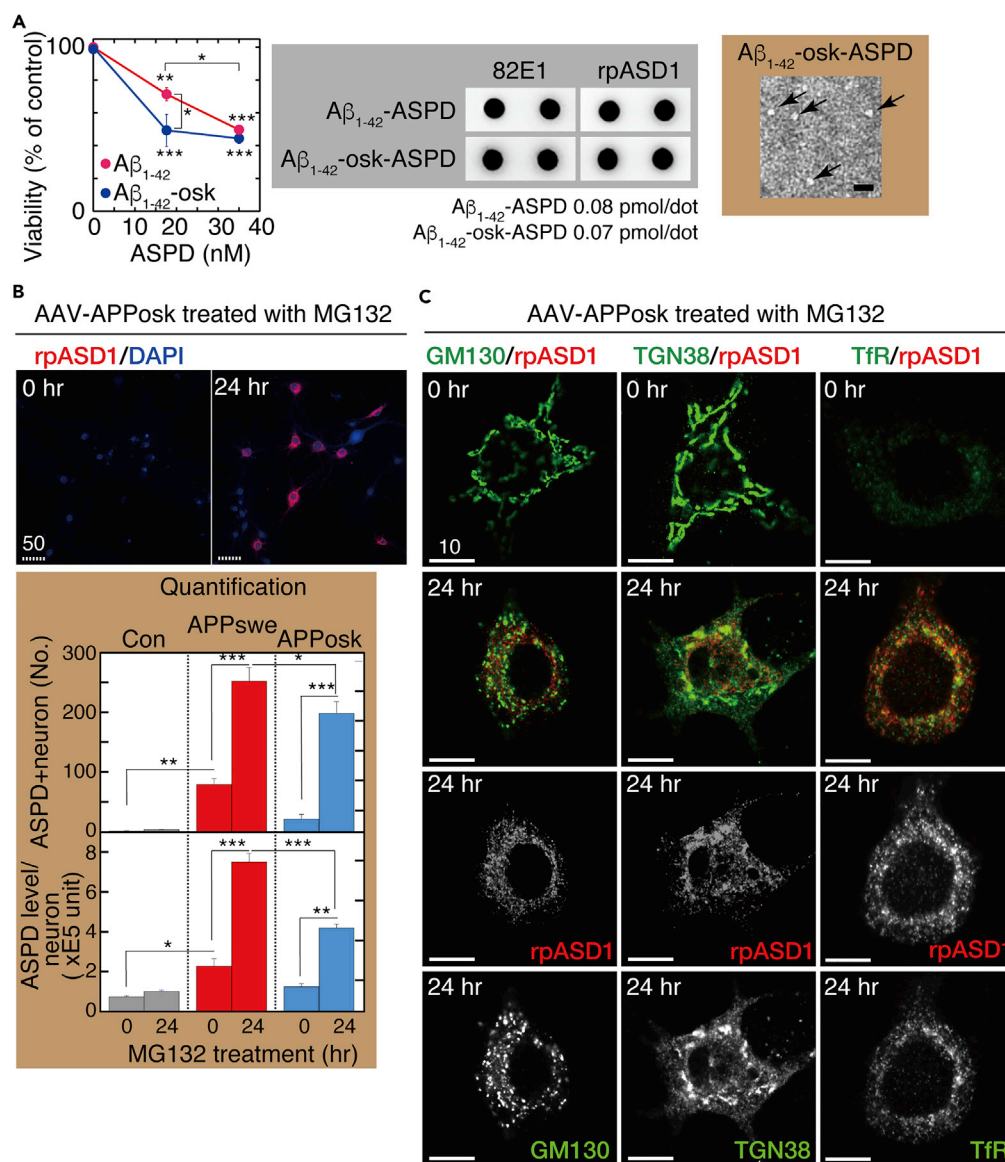 A
Viability (% of control)
100
50
0
0 10 20 30 40
ASPD (nM)
*
**
*
***
***
***
Aβ1-42
Aβ1-42-osk
82E1 rpASD1
Aβ1-42-ASPD
Aβ1-42-osk-ASPD
Aβ1-42-ASPD 0.08 pmol/dot
Aβ1-42-osk-ASPD 0.07 pmol/dot
Aβ1-42-osk-ASPD
B
AAV-APPosk treated with MG132
rpASD1/DAPI
0 hr 24 hr
50
Quantification
Con APPswe APPosk
ASPD+neuron (No.)
300
200
100
0
*** *
***
**
ASPD level/
neuron
(xE5 unit)
8
6
4
2
0
*** ***
**
*
0 24 0 24 0 24
MG132 treatment (hr)
C
AAV-APPosk treated with MG132
GM130/rpASD1 TGN38/rpASD1 TfR/rpASD1
0 hr 0 hr 0 hr
10
24 hr 24 hr 24 hr
24 hr 24 hr 24 hr
rpASD1 rpASD1 rpASD1
24 hr 24 hr 24 hr
GM130 TGN38 TfR